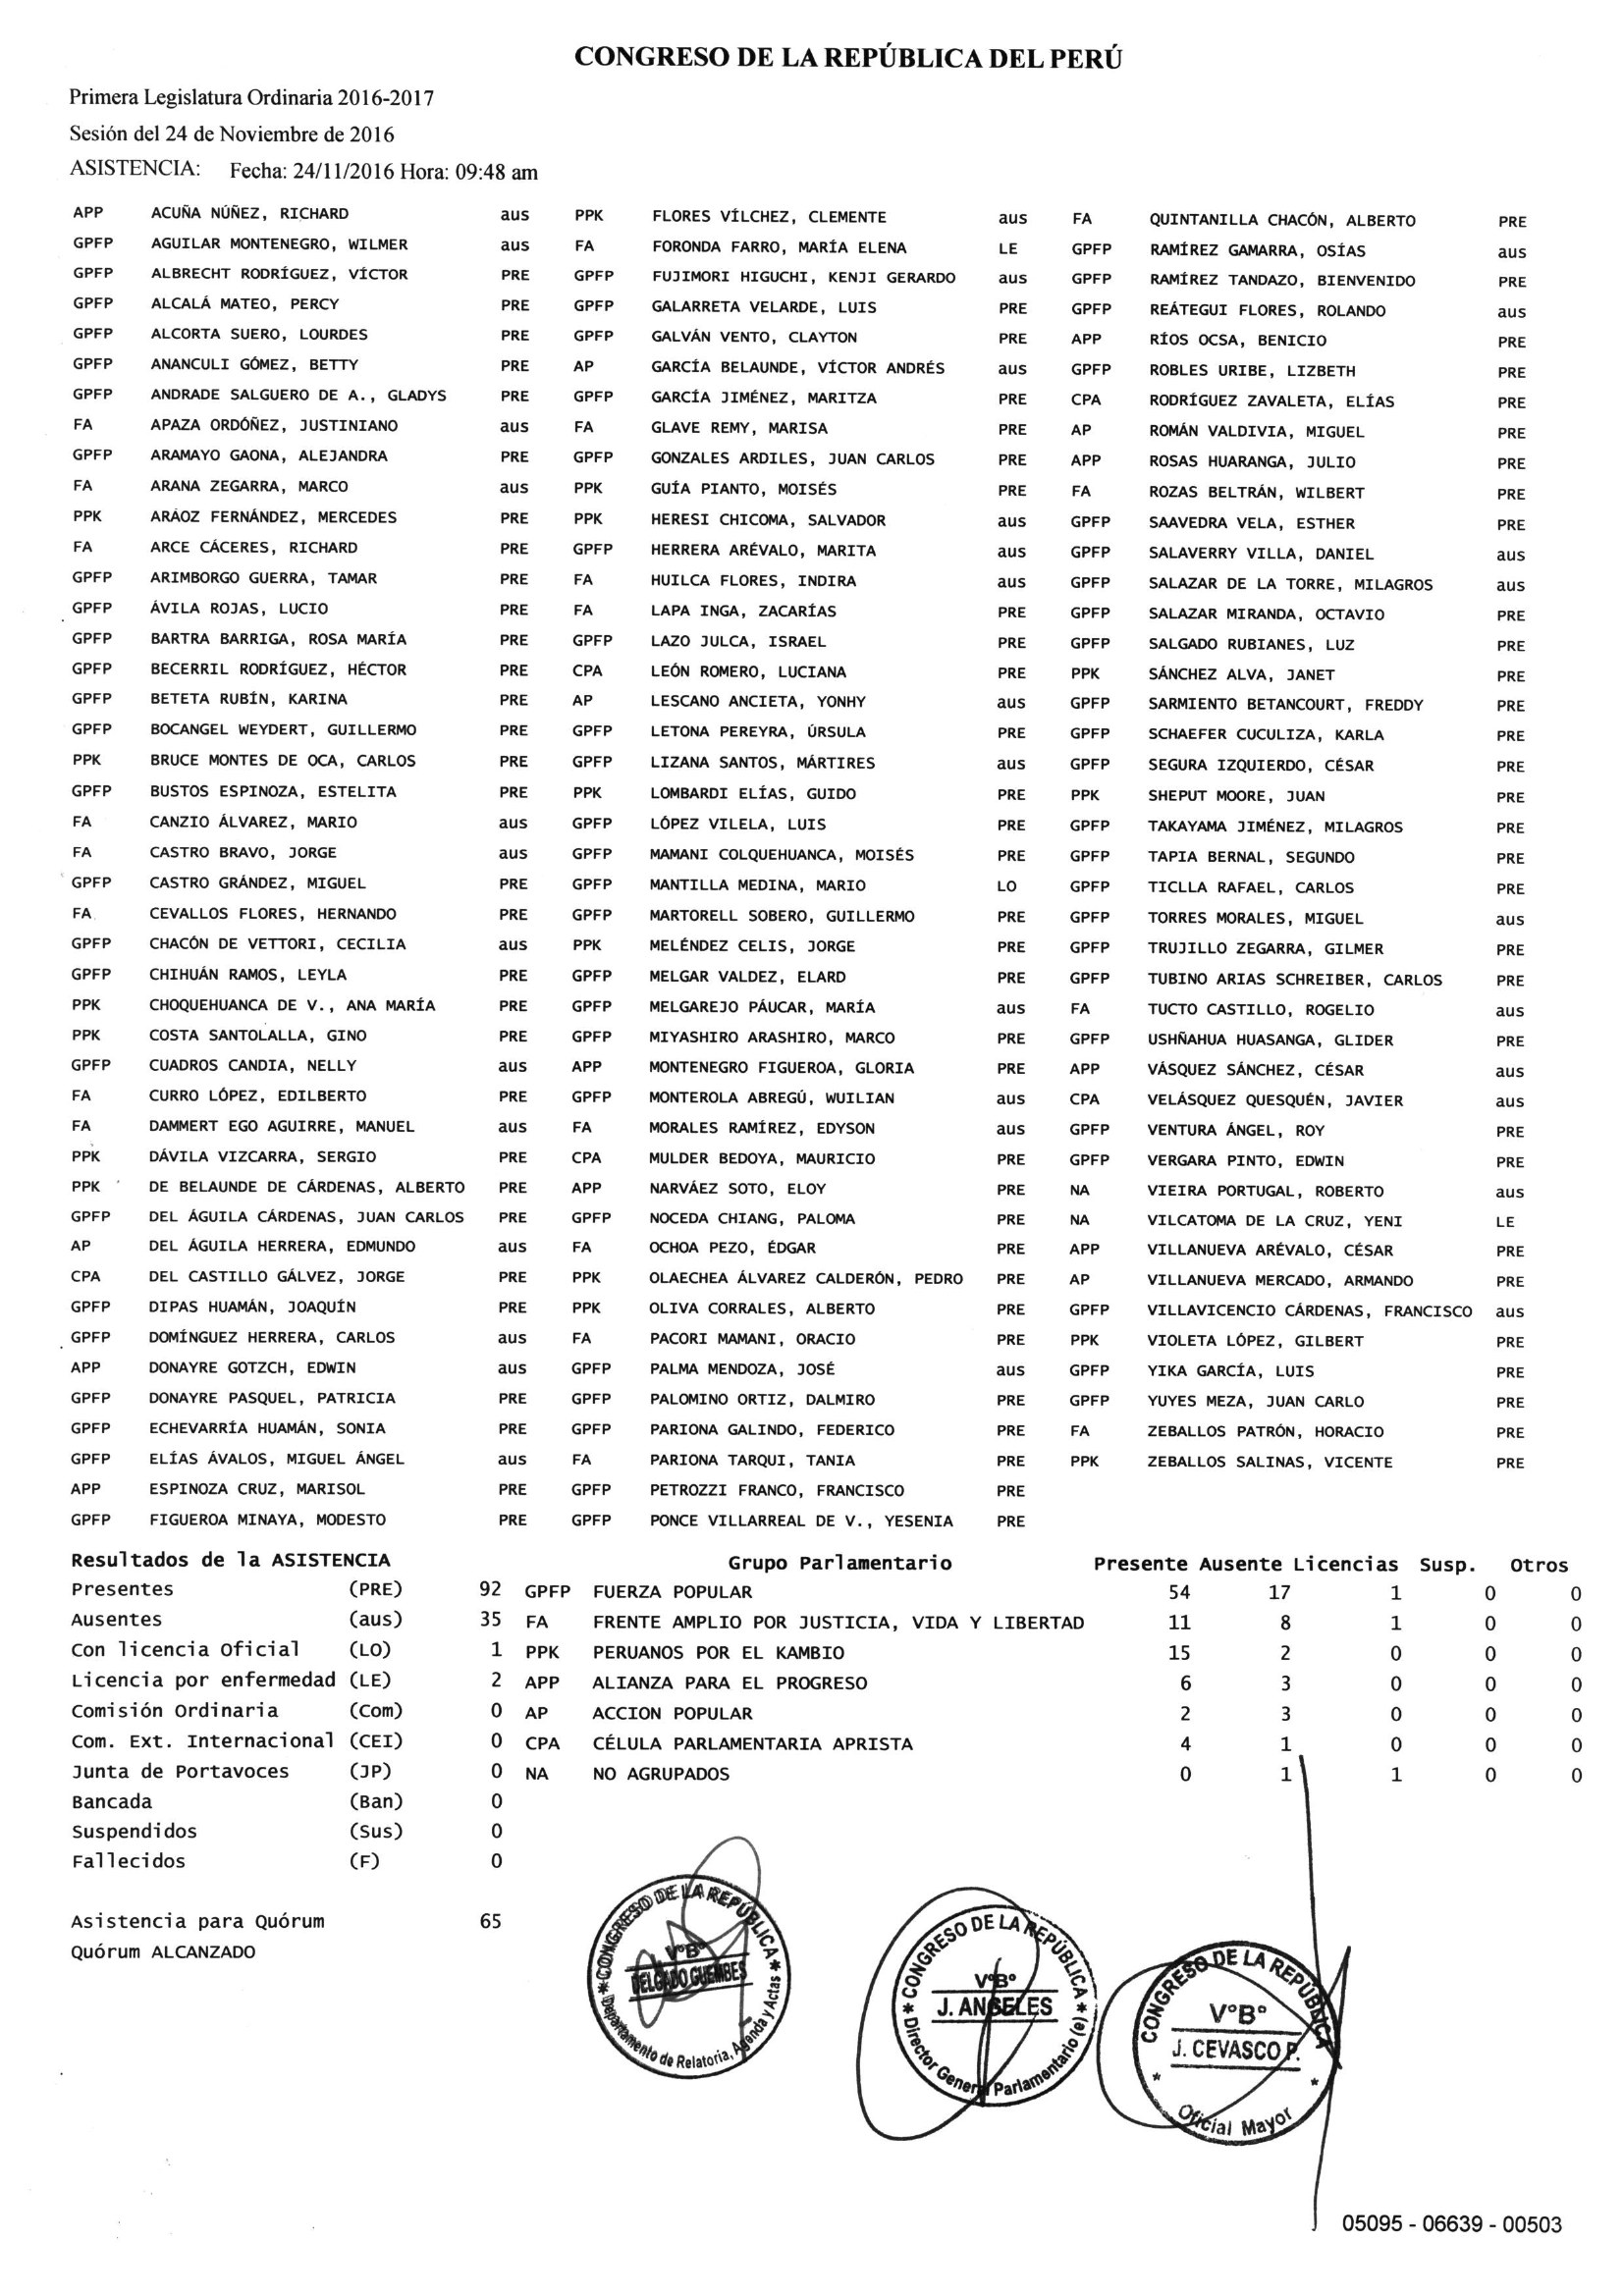 CONGRESO DE LA REPÚBLICA DEL PERÚ
Primera Legislatura Ordinaria 2016-2017
Sesión del 24 de Noviembre de 2016
ASISTENCIA: Fecha: 24/11/2016 Hora: 09:48 am
APP ACUÑA NÚÑEZ, RICHARD aus PPK FLORES VÍLCHEZ, CLEMENTE aus FA QUINTANILLA CHACÓN, ALBERTO PRE
GPFP AGUILAR MONTENEGRO, WILMER aus FA FORONDA FARRO, MARÍA ELENA LE GPFP RAMÍREZ GAMARRA, OSÍAS aus
GPFP ALBRECHT RODRÍGUEZ, VÍCTOR PRE GPFP FUJIMORI HIGUCHI, KENJI GERARDO aus GPFP RAMÍREZ TANDAZO, BIENVENIDO PRE
GPFP ALCALÁ MATEO, PERCY PRE GPFP GALARRETA VELARDE, LUIS PRE GPFP REÁTEGUI FLORES, ROLANDO aus
GPFP ALCORTA SUERO, LOURDES PRE GPFP GALVÁN VENTO, CLAYTON PRE APP RÍOS OCSA, BENICIO PRE
GPFP ANANCULI GÓMEZ, BETTY PRE AP GARCÍA BELAUNDE, VÍCTOR ANDRÉS aus GPFP ROBLES URIBE, LIZBETH PRE
GPFP ANDRADE SALGUERO DE A., GLADYS PRE GPFP GARCÍA JIMÉNEZ, MARITZA PRE CPA RODRÍGUEZ ZAVALETA, ELÍAS PRE
FA APAZA ORDÓÑEZ, JUSTINIANO aus FA GLAVE REMY, MARISA PRE AP ROMÁN VALDIVIA, MIGUEL PRE
GPFP ARAMAYO GAONA, ALEJANDRA PRE GPFP GONZALES ARDILES, JUAN CARLOS PRE APP ROSAS HUARANGA, JULIO PRE
FA ARANA ZEGARRA, MARCO aus PPK GUÍA PIANTO, MOISÉS PRE FA ROZAS BELTRÁN, WILBERT PRE
PPK ARÁOZ FERNÁNDEZ, MERCEDES PRE PPK HERESI CHICOMA, SALVADOR aus GPFP SAAVEDRA VELA, ESTHER PRE
FA ARCE CÁCERES, RICHARD PRE GPFP HERRERA ARÉVALO, MARITA aus GPFP SALAVERRY VILLA, DANIEL aus
GPFP ARIMBORGO GUERRA, TAMAR PRE FA HUILCA FLORES, INDIRA aus GPFP SALAZAR DE LA TORRE, MILAGROS aus
GPFP ÁVILA ROJAS, LUCIO PRE FA LAPA INGA, ZACARÍAS PRE GPFP SALAZAR MIRANDA, OCTAVIO PRE
GPFP BARTRA BARRIGA, ROSA MARÍA PRE GPFP LAZO JULCA, ISRAEL PRE GPFP SALGADO RUBIANES, LUZ PRE
GPFP BECERRIL RODRÍGUEZ, HÉCTOR PRE CPA LEÓN ROMERO, LUCIANA PRE PPK SÁNCHEZ ALVA, JANET PRE
GPFP BETETA RUBÍN, KARINA PRE AP LESCANO ANCIETA, YONHY aus GPFP SARMIENTO BETANCOURT, FREDDY PRE
GPFP BOCANGEL WEYDERT, GUILLERMO PRE GPFP LETONA PEREYRA, ÚRSULA PRE GPFP SCHAEFER CUCULIZA, KARLA PRE
PPK BRUCE MONTES DE OCA, CARLOS PRE GPFP LIZANA SANTOS, MÁRTIRES aus GPFP SEGURA IZQUIERDO, CÉSAR PRE
GPFP BUSTOS ESPINOZA, ESTELITA PRE PPK LOMBARDI ELÍAS, GUIDO PRE PPK SHEPUT MOORE, JUAN PRE
FA CANZIO ÁLVAREZ, MARIO aus GPFP LÓPEZ VILELA, LUIS PRE GPFP TAKAYAMA JIMÉNEZ, MILAGROS PRE
FA CASTRO BRAVO, JORGE aus GPFP MAMANI COLQUEHUANCA, MOISÉS PRE GPFP TAPIA BERNAL, SEGUNDO PRE
GPFP CASTRO GRÁNDEZ, MIGUEL PRE GPFP MANTILLA MEDINA, MARIO LO GPFP TICLLA RAFAEL, CARLOS PRE
FA CEVALLOS FLORES, HERNANDO PRE GPFP MARTORELL SOBERO, GUILLERMO PRE GPFP TORRES MORALES, MIGUEL aus
GPFP CHACÓN DE VETTORI, CECILIA aus PPK MELÉNDEZ CELIS, JORGE PRE GPFP TRUJILLO ZEGARRA, GILMER PRE
GPFP CHIHUÁN RAMOS, LEYLA PRE GPFP MELGAR VALDEZ, ELARD PRE GPFP TUBINO ARIAS SCHREIBER, CARLOS PRE
PPK CHOQUEHUANCA DE V., ANA MARÍA PRE GPFP MELGAREJO PÁUCAR, MARÍA aus FA TUCTO CASTILLO, ROGELIO aus
PPK COSTA SANTOLALLA, GINO PRE GPFP MIYASHIRO ARASHIRO, MARCO PRE GPFP USHÑAHUA HUASANGA, GLIDER PRE
GPFP CUADROS CANDIA, NELLY aus APP MONTENEGRO FIGUEROA, GLORIA PRE APP VÁSQUEZ SÁNCHEZ, CÉSAR aus
FA CURRO LÓPEZ, EDILBERTO PRE GPFP MONTEROLA ABREGÚ, WUILIAN aus CPA VELÁSQUEZ QUESQUÉN, JAVIER aus
FA DAMMERT EGO AGUIRRE, MANUEL aus FA MORALES RAMÍREZ, EDYSON aus GPFP VENTURA ÁNGEL, ROY PRE
PPK DÁVILA VIZCARRA, SERGIO PRE CPA MULDER BEDOYA, MAURICIO PRE GPFP VERGARA PINTO, EDWIN PRE
PPK DE BELAUNDE DE CÁRDENAS, ALBERTO PRE APP NARVÁEZ SOTO, ELOY PRE NA VIEIRA PORTUGAL, ROBERTO aus
GPFP DEL ÁGUILA CÁRDENAS, JUAN CARLOS PRE GPFP NOCEDA CHIANG, PALOMA PRE NA VILCATOMA DE LA CRUZ, YENI LE
AP DEL ÁGUILA HERRERA, EDMUNDO aus FA OCHOA PEZO, ÉDGAR PRE APP VILLANUEVA ARÉVALO, CÉSAR PRE
CPA DEL CASTILLO GÁLVEZ, JORGE PRE PPK OLAECHEA ÁLVAREZ CALDERÓN, PEDRO PRE AP VILLANUEVA MERCADO, ARMANDO PRE
GPFP DIPAS HUAMÁN, JOAQUÍN PRE PPK OLIVA CORRALES, ALBERTO PRE GPFP VILLAVICENCIO CÁRDENAS, FRANCISCO aus
GPFP DOMÍNGUEZ HERRERA, CARLOS aus FA PACORI MAMANI, ORACIO PRE PPK VIOLETA LÓPEZ, GILBERT PRE
APP DONAYRE GOTZCH, EDWIN aus GPFP PALMA MENDOZA, JOSÉ aus GPFP YIKA GARCÍA, LUIS PRE
GPFP DONAYRE PASQUEL, PATRICIA PRE GPFP PALOMINO ORTIZ, DALMIRO PRE GPFP YUYES MEZA, JUAN CARLO PRE
GPFP ECHEVARRÍA HUAMÁN, SONIA PRE GPFP PARIONA GALINDO, FEDERICO PRE FA ZEBALLOS PATRÓN, HORACIO PRE
GPFP ELÍAS ÁVALOS, MIGUEL ÁNGEL aus FA PARIONA TARQUI, TANIA PRE PPK ZEBALLOS SALINAS, VICENTE PRE
APP ESPINOZA CRUZ, MARISOL PRE GPFP PETROZZI FRANCO, FRANCISCO PRE
GPFP FIGUEROA MINAYA, MODESTO PRE GPFP PONCE VILLARREAL DE V., YESENIA PRE
Resultados de la ASISTENCIA Grupo Parlamentario Presente Ausente Licencias Susp. Otros
Presentes (PRE) 92 GPFP FUERZA POPULAR 54 17 1 0 0
Ausentes (aus) 35 FA FRENTE AMPLIO POR JUSTICIA, VIDA Y LIBERTAD 11 8 1 0 0
Con licencia Oficial (LO) 1 PPK PERUANOS POR EL KAMBIO 15 2 0 0 0
Licencia por enfermedad (LE) 2 APP ALIANZA PARA EL PROGRESO 6 3 0 0 0
Comisión Ordinaria (Com) 0 AP ACCION POPULAR 2 3 0 0 0
Com. Ext. Internacional (CEI) 0 CPA CÉLULA PARLAMENTARIA APRISTA 4 1 0 0 0
Junta de Portavoces (JP) 0 NA NO AGRUPADOS 0 1 1 0 0
Bancada (Ban) 0
Suspendidos (Sus) 0
Fallecidos (F) 0
Asistencia para Quórum 65
Quórum ALCANZADO
CONGRESO DE LA REPÚBLICA
V°B°
DELGADO GUEMBES
Departamento de Relatoria, Agenda y Actas
CONGRESO DE LA REPÚBLICA
V°B°
J. ANGELES
Director General Parlamentario (e)
CONGRESO DE LA REPÚBLICA
V°B°
J. CEVASCO P.
Oficial Mayor
05095 - 06639 - 00503